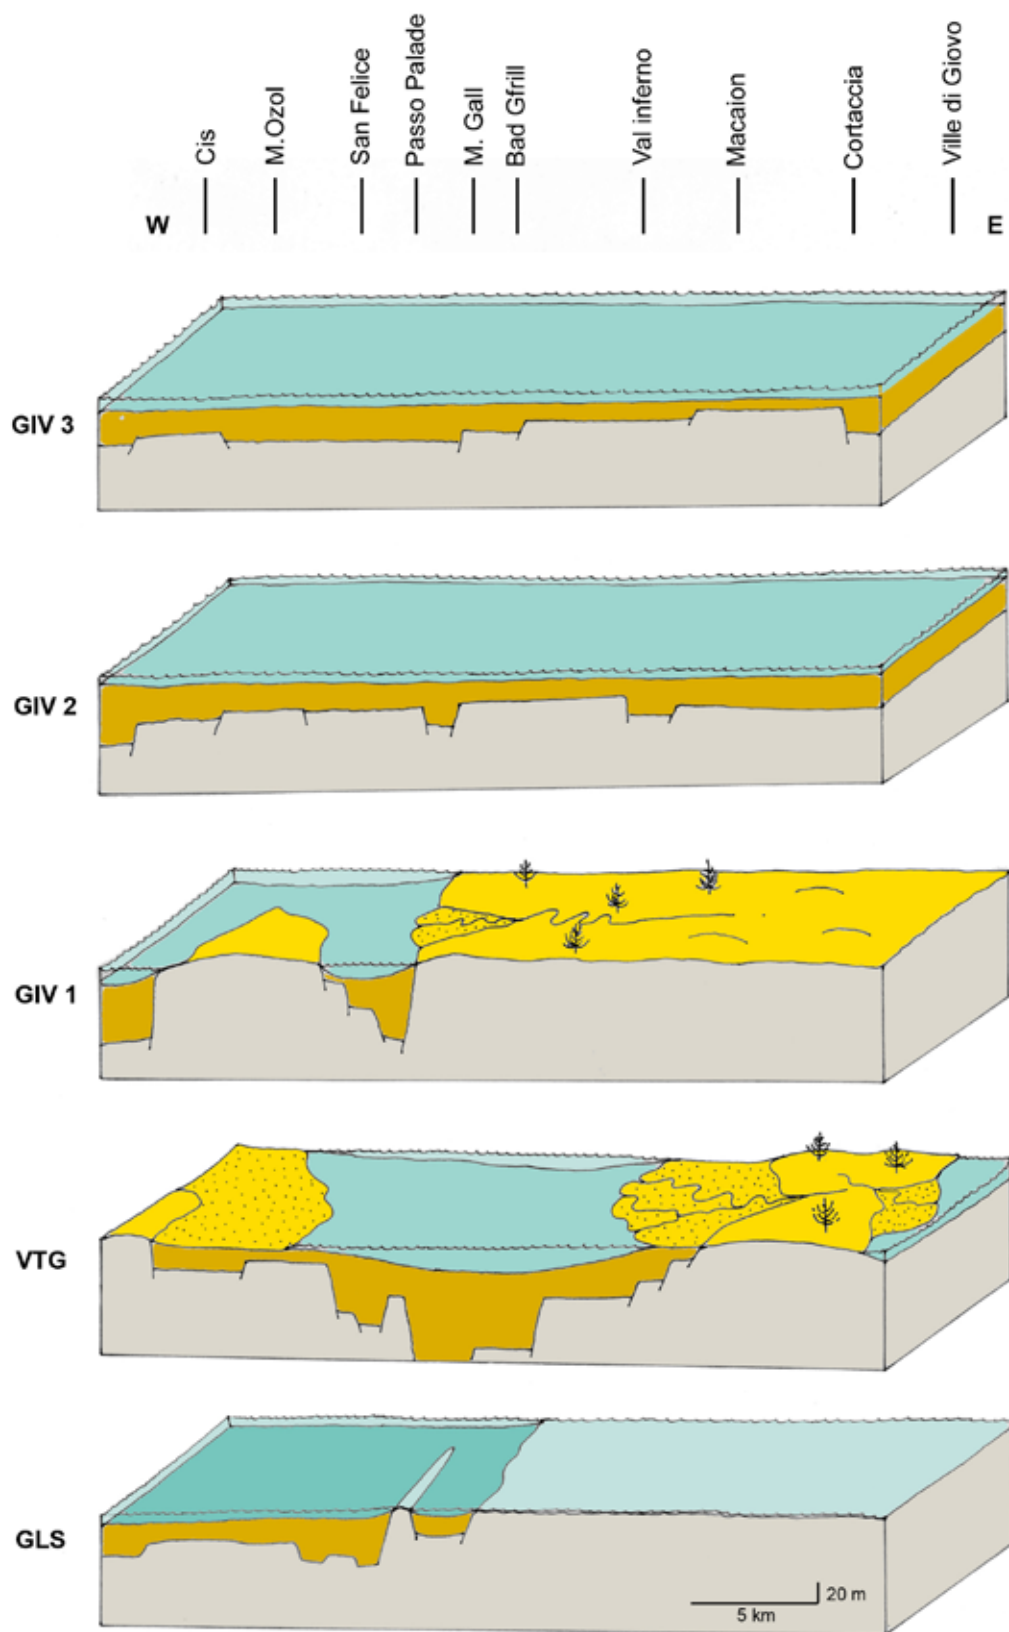 Cis
M.Ozol
San Felice
Passo Palade
M. Gall
Bad Gfrill
Val inferno
Macaion
Cortaccia
Ville di Giovo
W
E
GIV 3
GIV 2
GIV 1
VTG
GLS
20 m
5 km